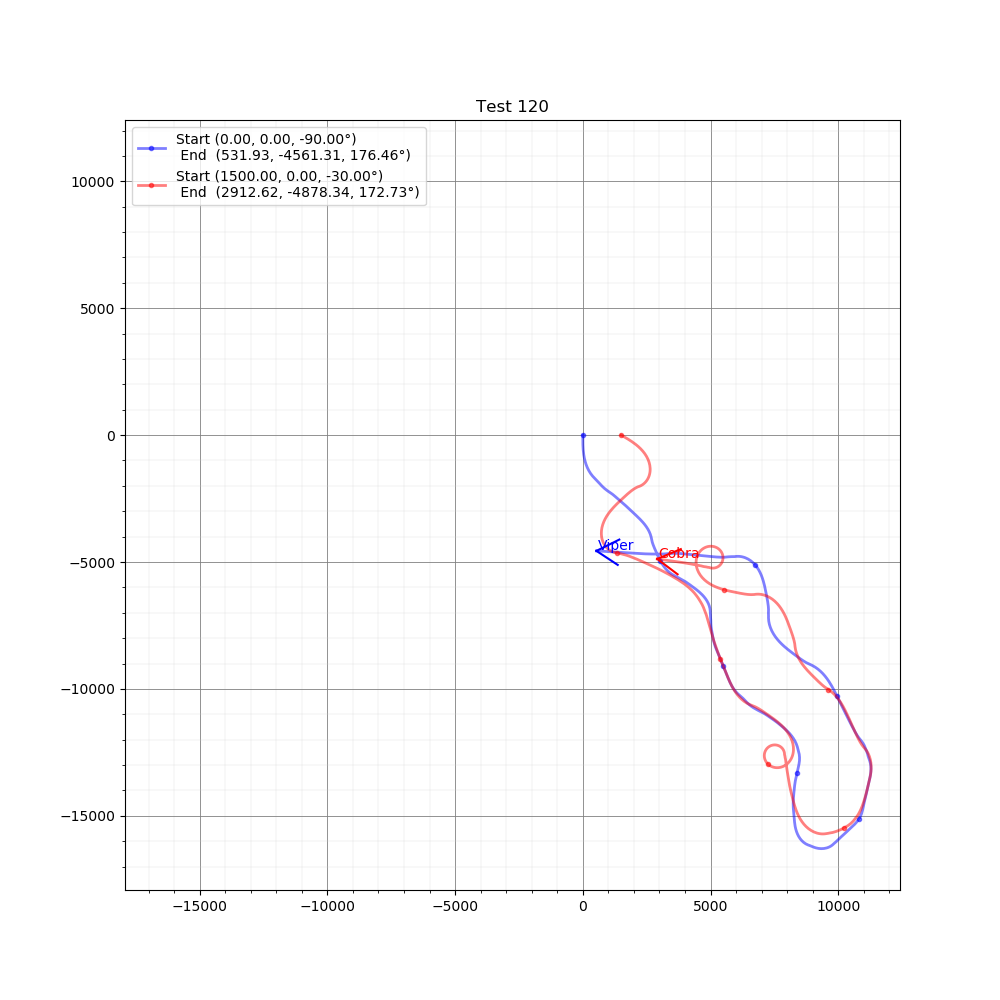 Test 120
Start (0.00, 0.00, -90.00°)
End (531.93, -4561.31, 176.46°)
Start (1500.00, 0.00, -30.00°)
End (2912.62, -4878.34, 172.73°)
10000
5000
0
−5000
−10000
−15000
Viper
Cobra
−15000 −10000 −5000 0 5000 10000